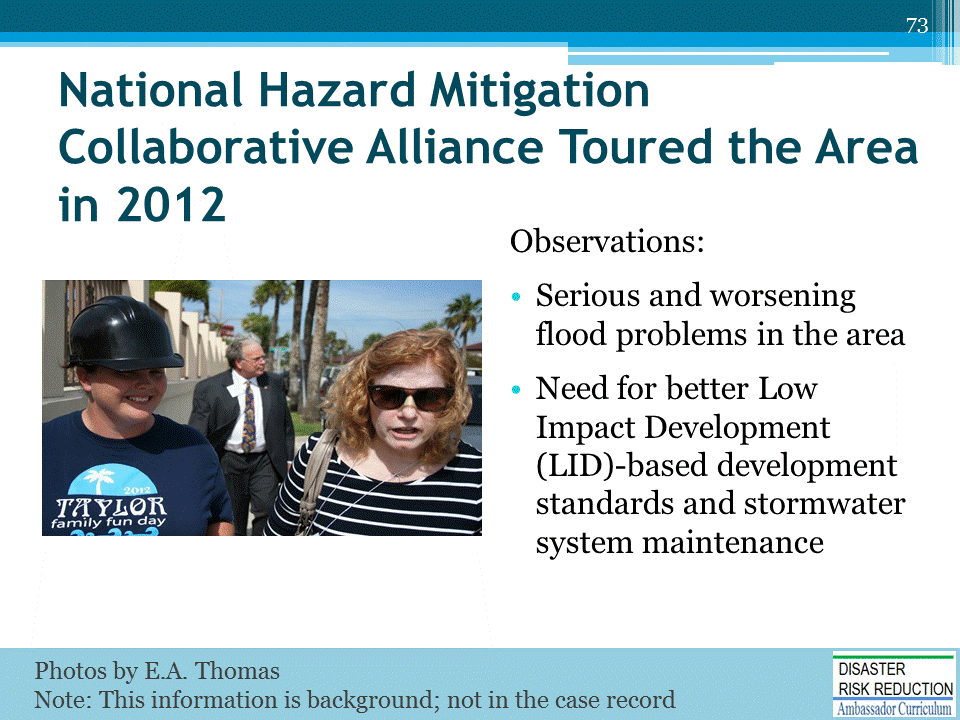 73
National Hazard Mitigation
Collaborative Alliance Toured the Area
in 2012
Observations:
• Serious and worsening
flood problems in the area
• Need for better Low
Impact Development
(LID)-based development
standards and stormwater
system maintenance
2012
TAYLOR
family fun day
Photos by E.A. Thomas
Note: This information is background; not in the case record
DISASTER
RISK REDUCTION
Ambassador Curriculum